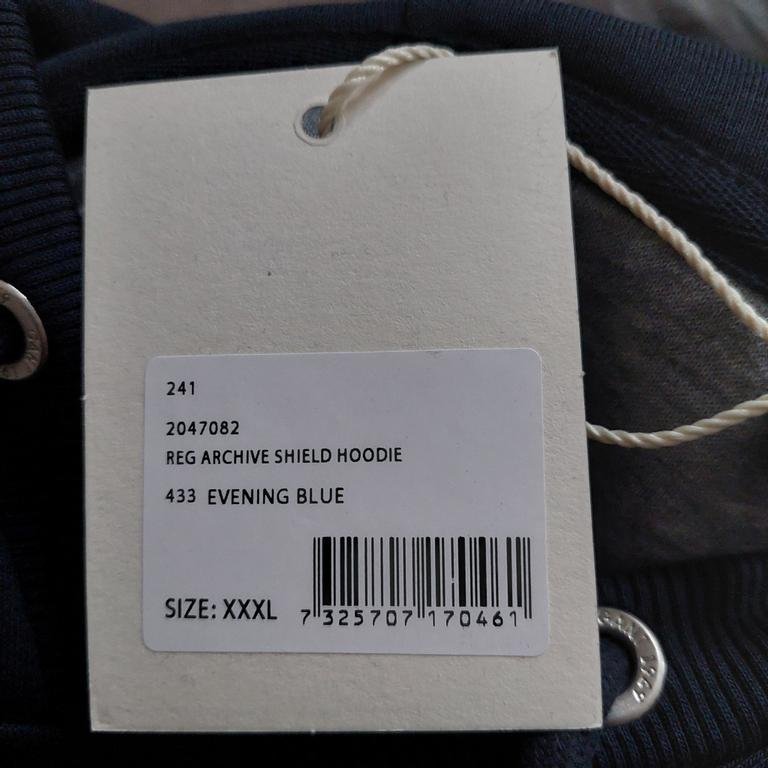 241
2047082
REG ARCHIVE SHIELD HOODIE
433 EVENING BLUE
SIZE: XXXL
7 325707 170461